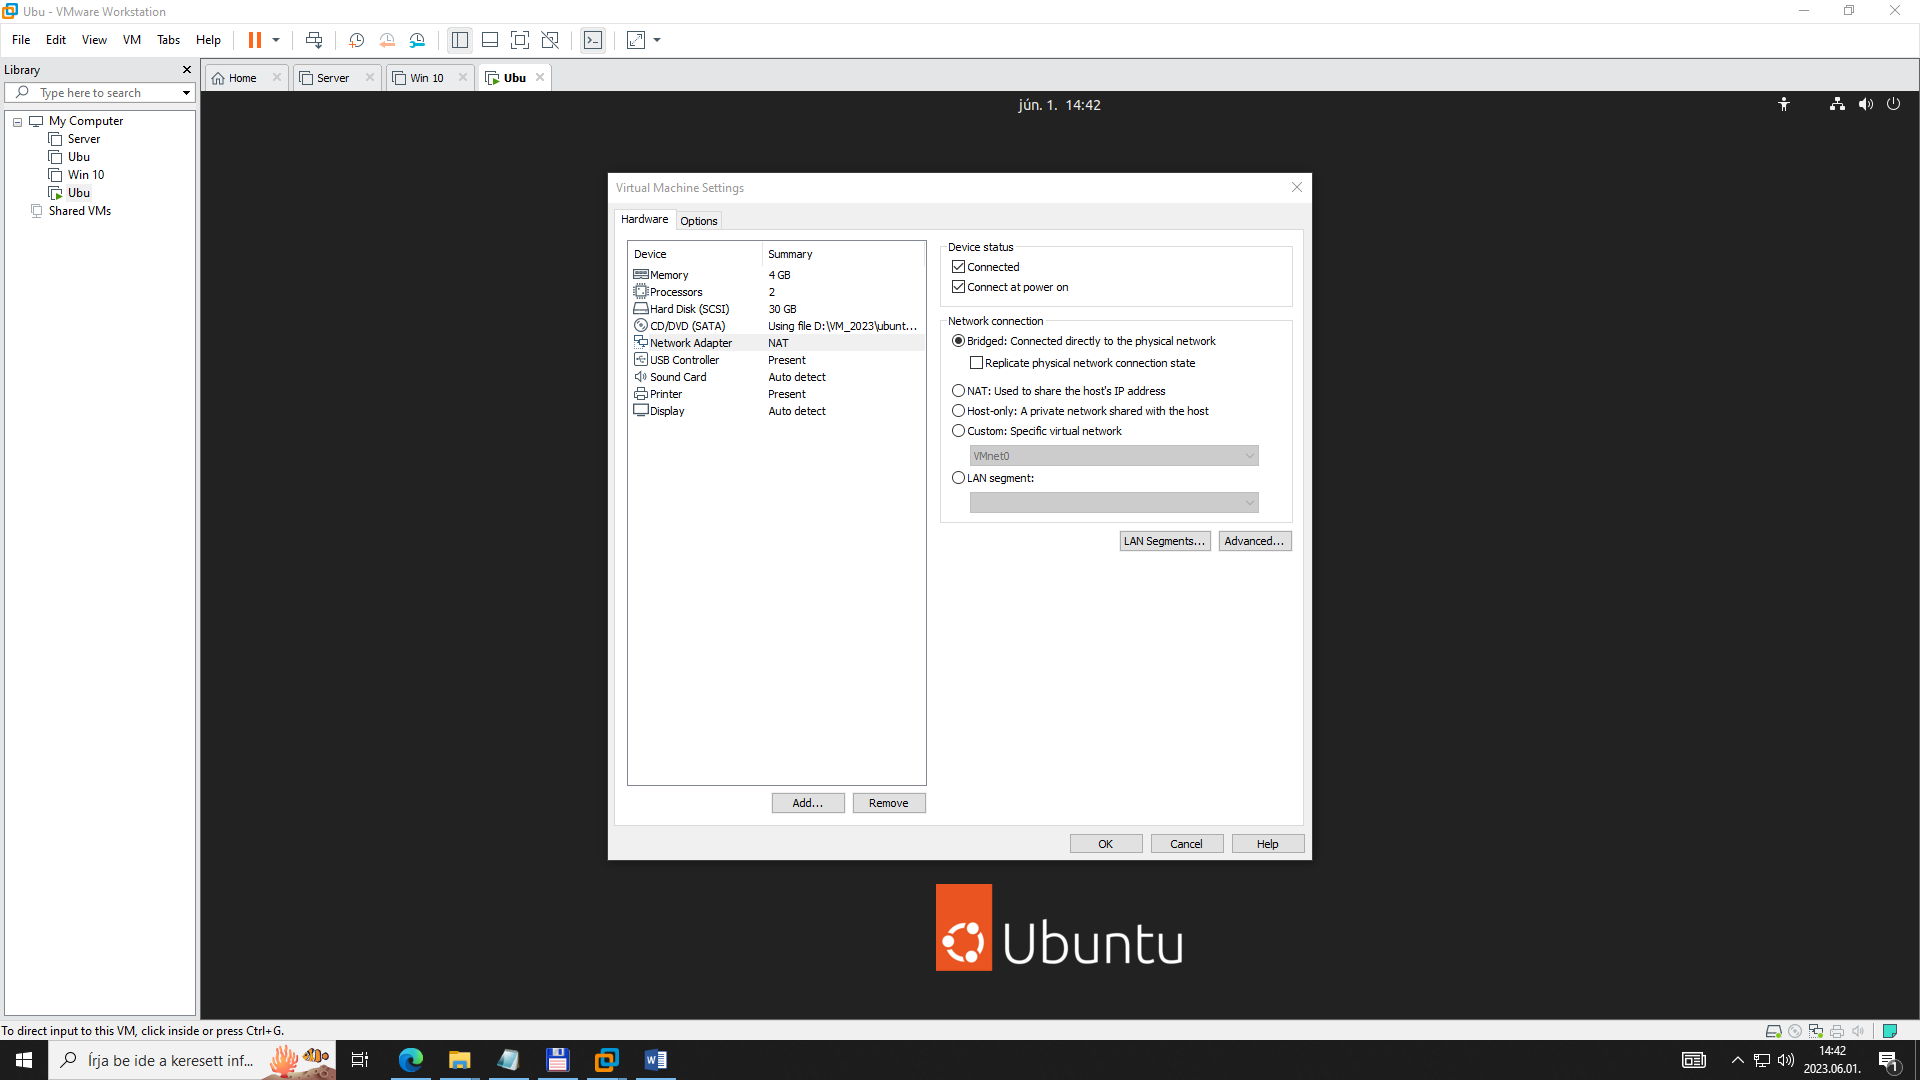 Ubu - VMware Workstation
File Edit View VM Tabs Help
Library
Type here to search
My Computer
Server
Ubu
Win 10
Ubu
Shared VMs
Home
Server
Win 10
Ubu
jún. 1. 14:42
Virtual Machine Settings
Hardware
Options
Device Summary
Memory 4 GB
Processors 2
Hard Disk (SCSI) 30 GB
CD/DVD (SATA) Using file D:\VM_2023\ubunt...
Network Adapter NAT
USB Controller Present
Sound Card Auto detect
Printer Present
Display Auto detect
Add...
Remove
Device status
Connected
Connect at power on
Network connection
Bridged: Connected directly to the physical network
Replicate physical network connection state
NAT: Used to share the host's IP address
Host-only: A private network shared with the host
Custom: Specific virtual network
VMnet0
LAN segment:
LAN Segments...
Advanced...
OK
Cancel
Help
Ubuntu
To direct input to this VM, click inside or press Ctrl+G.
Írja be ide a keresett inf...
14:42
2023.06.01.
1